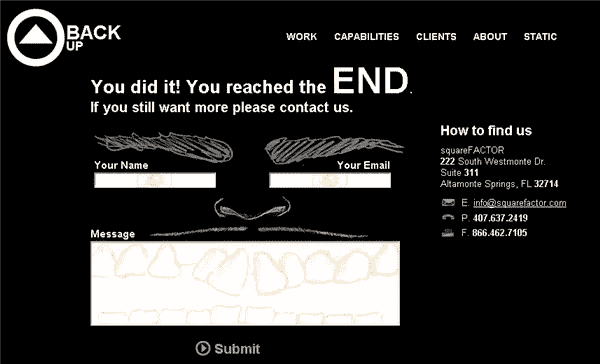 BACK
UP
WORK CAPABILITIES CLIENTS ABOUT STATIC
You did it! You reached the END.
If you still want more please contact us.
Your Name
Your Email
Message
Submit
How to find us
squareFACTOR
222 South Westmonte Dr.
Suite 311
Altamonte Springs, FL 32714
E. info@squarefactor.com
P. 407.637.2419
F. 866.462.7105